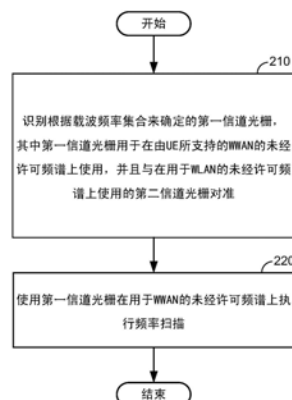 开始
210
识别根据载波频率集合来确定的第一信道光栅，
其中第一信道光栅用于在由UE所支持的WWAN的未经
许可频谱上使用，并且与在用于WLAN的未经许可频
谱上使用的第二信道光栅对准
220
使用第一信道光栅在用于WWAN的未经许可频谱上执
行频率扫描
结束